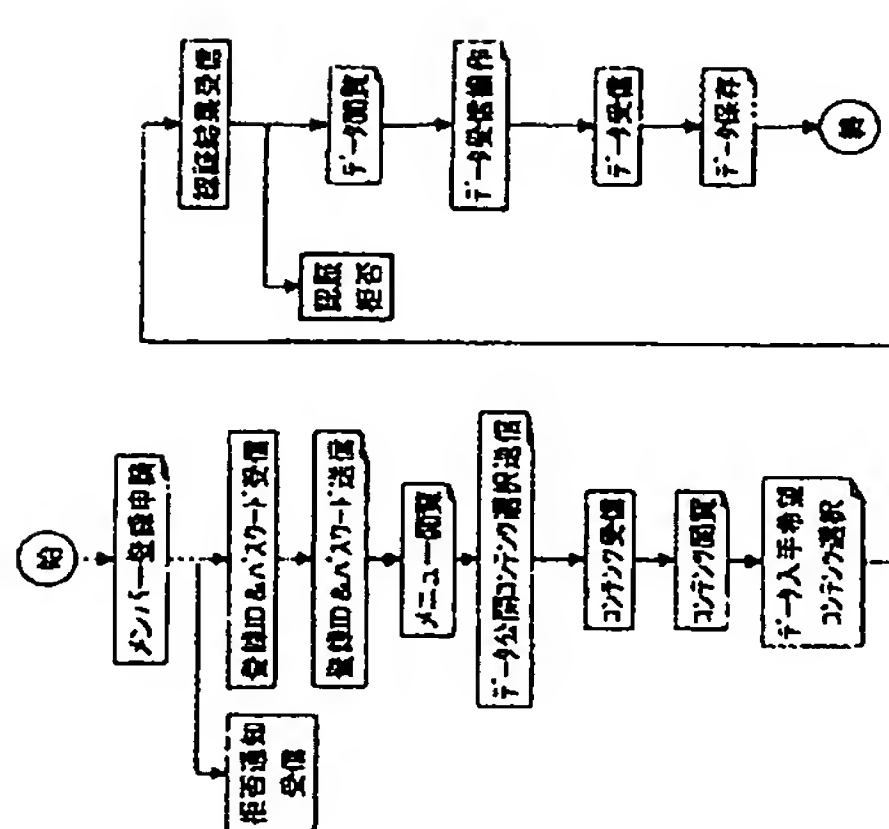 始
メンバー登録申請
拒否通知
受信
登録ID&パスワード受信
登録ID&パスワード送信
メニュー閲覧
データ公開コンテンツ選択送信
コンテンツ受信
コンテンツ閲覧
データ入手希望
コンテンツ選択
認証結果受信
認証
拒否
データ閲覧
データ受信操作
データ受信
データ保存
終